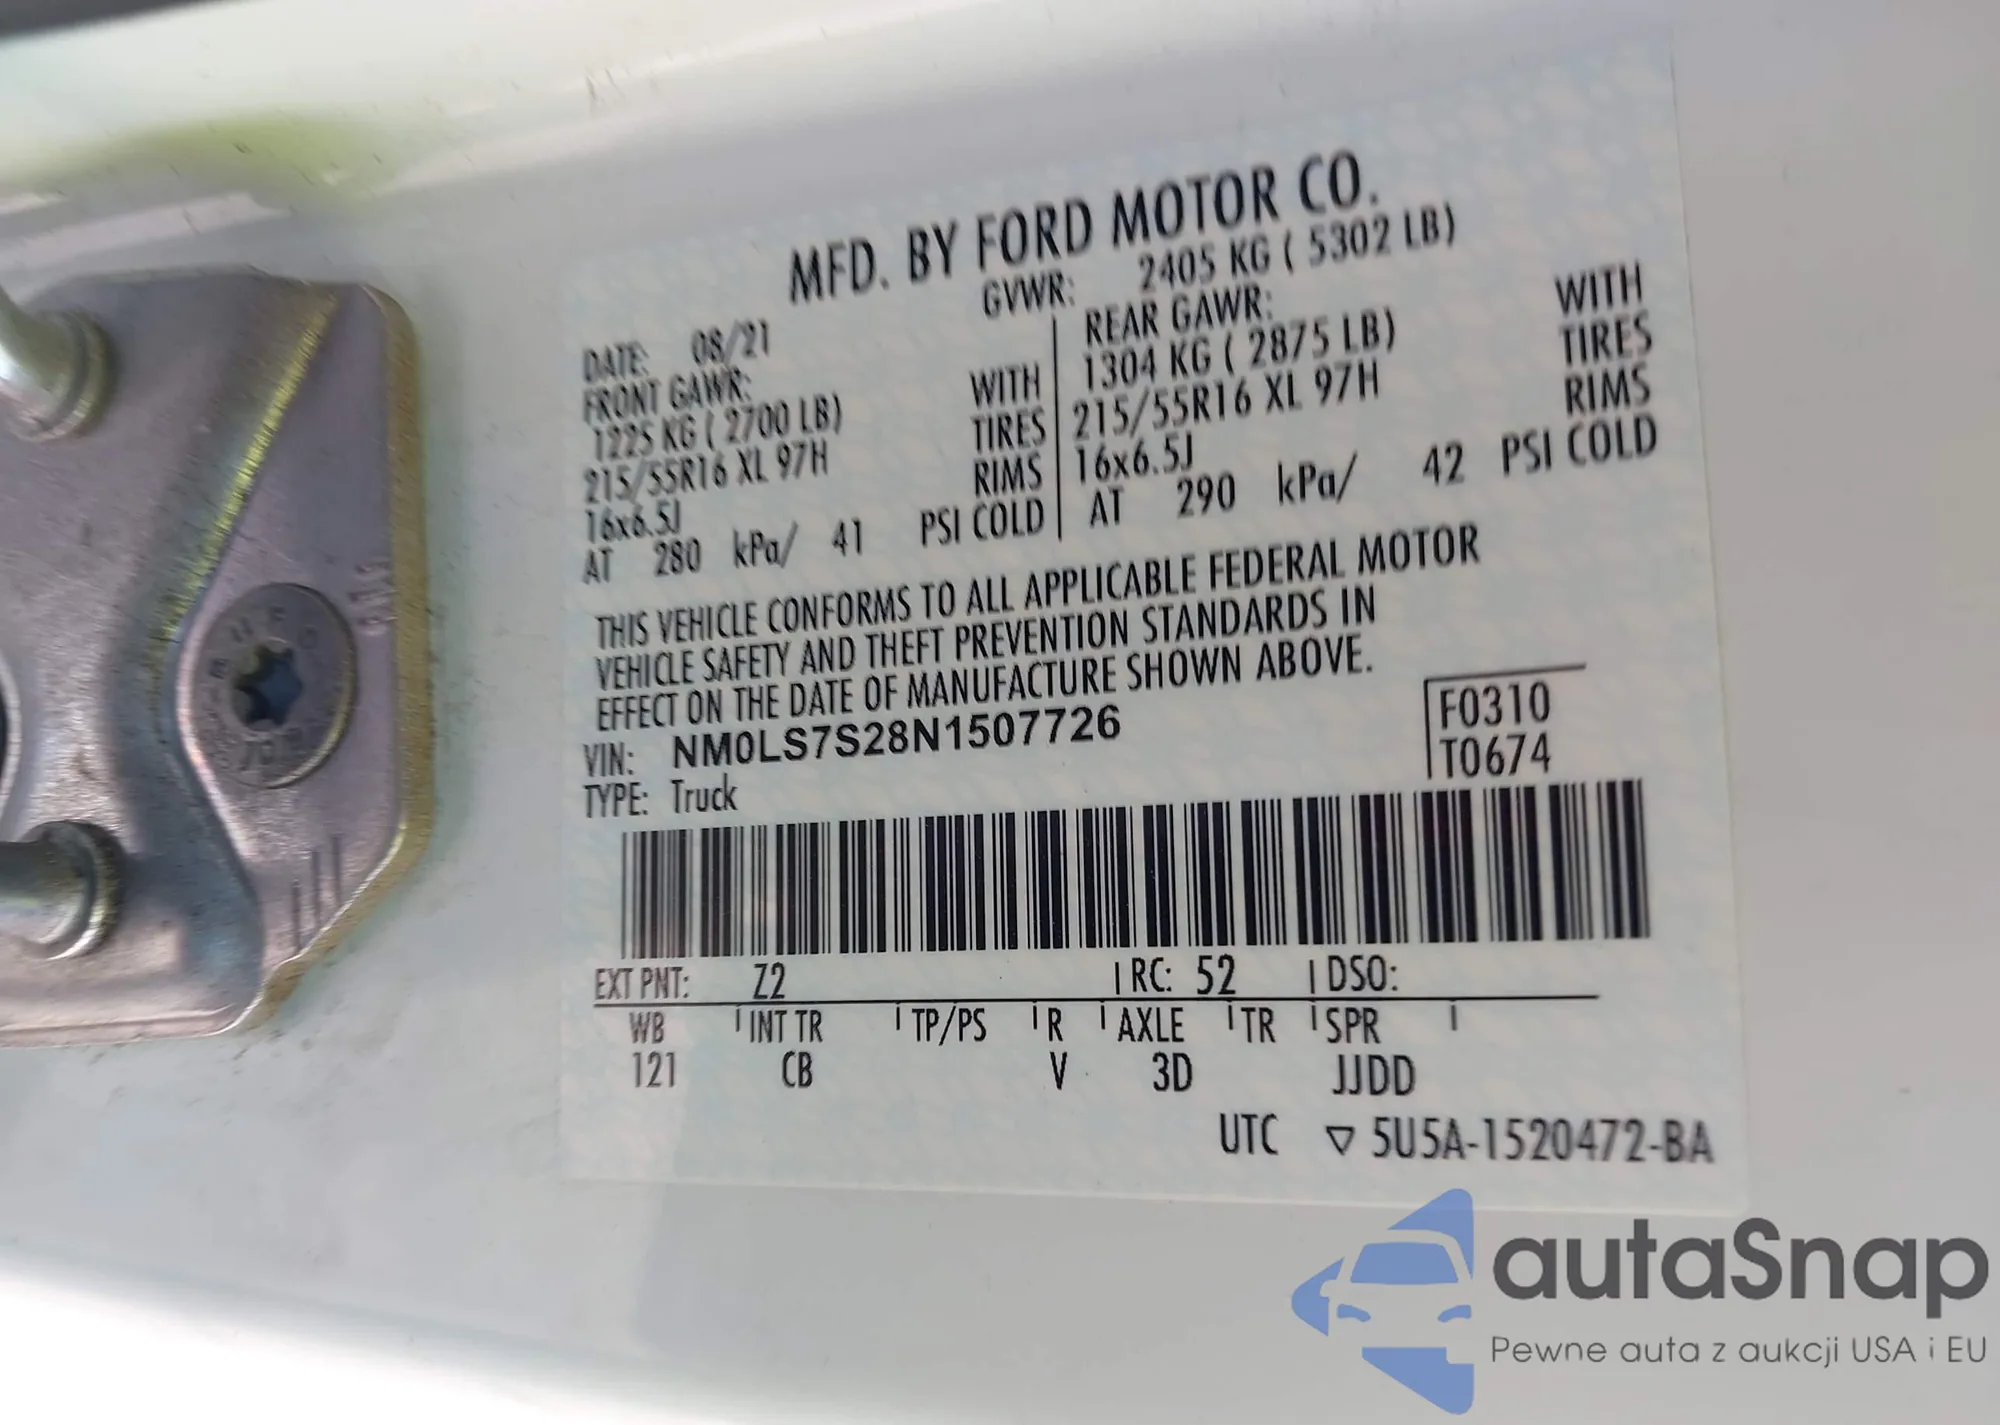 MFD. BY FORD MOTOR CO.
DATE: 08/21
GVWR: 2405 KG ( 5302 LB)
FRONT GAWR:
1225 KG ( 2700 LB) WITH
215/55R16 XL 97H TIRES
16x6.5J RIMS
AT 280 kPa/ 41 PSI COLD
REAR GAWR:
1304 KG ( 2875 LB) WITH
215/55R16 XL 97H TIRES
16x6.5J RIMS
AT 290 kPa/ 42 PSI COLD
THIS VEHICLE CONFORMS TO ALL APPLICABLE FEDERAL MOTOR
VEHICLE SAFETY AND THEFT PREVENTION STANDARDS IN
EFFECT ON THE DATE OF MANUFACTURE SHOWN ABOVE.
VIN: NM0LS7S28N1507726
F0310
T0674
TYPE: Truck
EXT PNT: Z2 RC: 52 DSO:
WB INT TR TP/PS R AXLE TR SPR
121 CB V 3D JJDD
UTC ▽ 5U5A-1520472-BA
autaSnap
Pewne auta z aukcji USA i EU